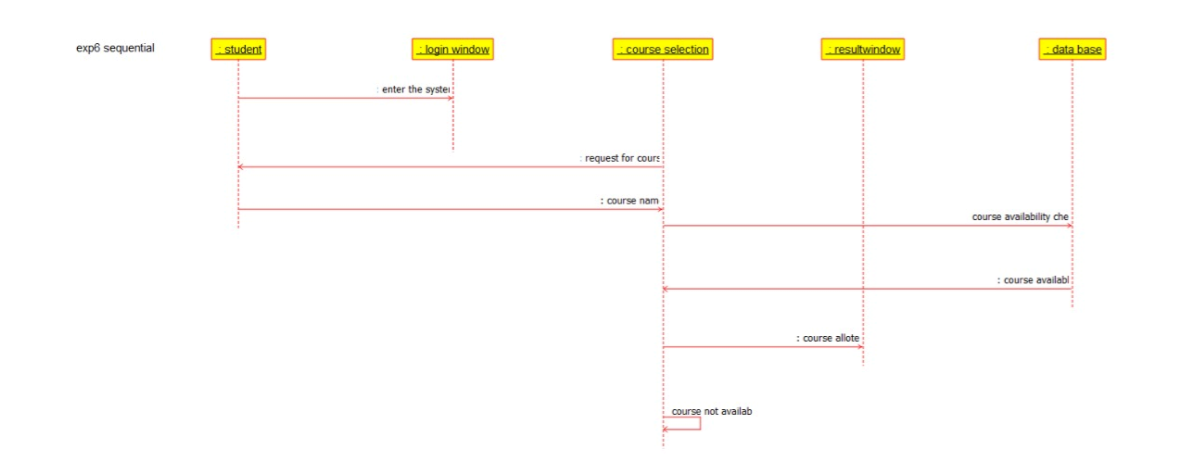 exp6 sequential
: student
: login window
: course selection
: resultwindow
: data base
: enter the system
: request for cours
: course nam
course availability che
: course availabl
: course allote
course not availab